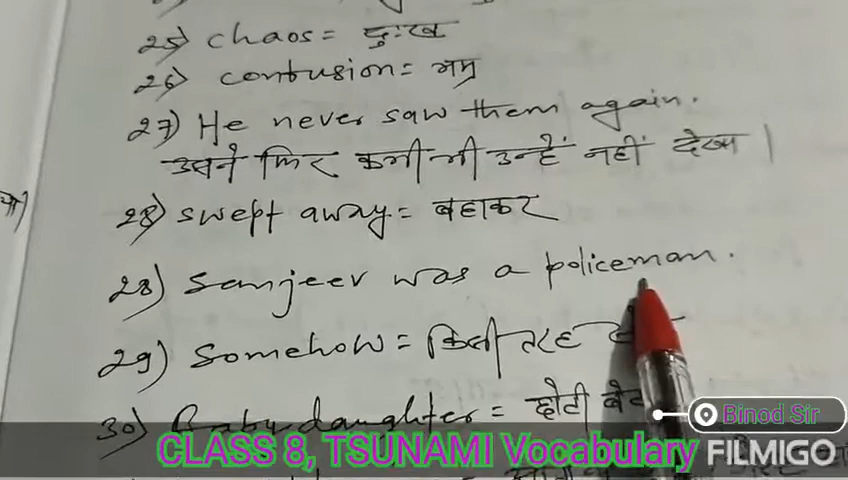 25) chaos = दुःख
26) confusion = भ्रम
27) He never saw them again.
उसने फिर कभी भी उन्हें नहीं देखा |
28) swept away = बहाकर
28) Sanjeev was a policeman.
29) Somehow = किसी तरह से
30) Baby daughter = छोटी
Binod Sir
CLASS 8, TSUNAMI Vocabulary FILMIGO